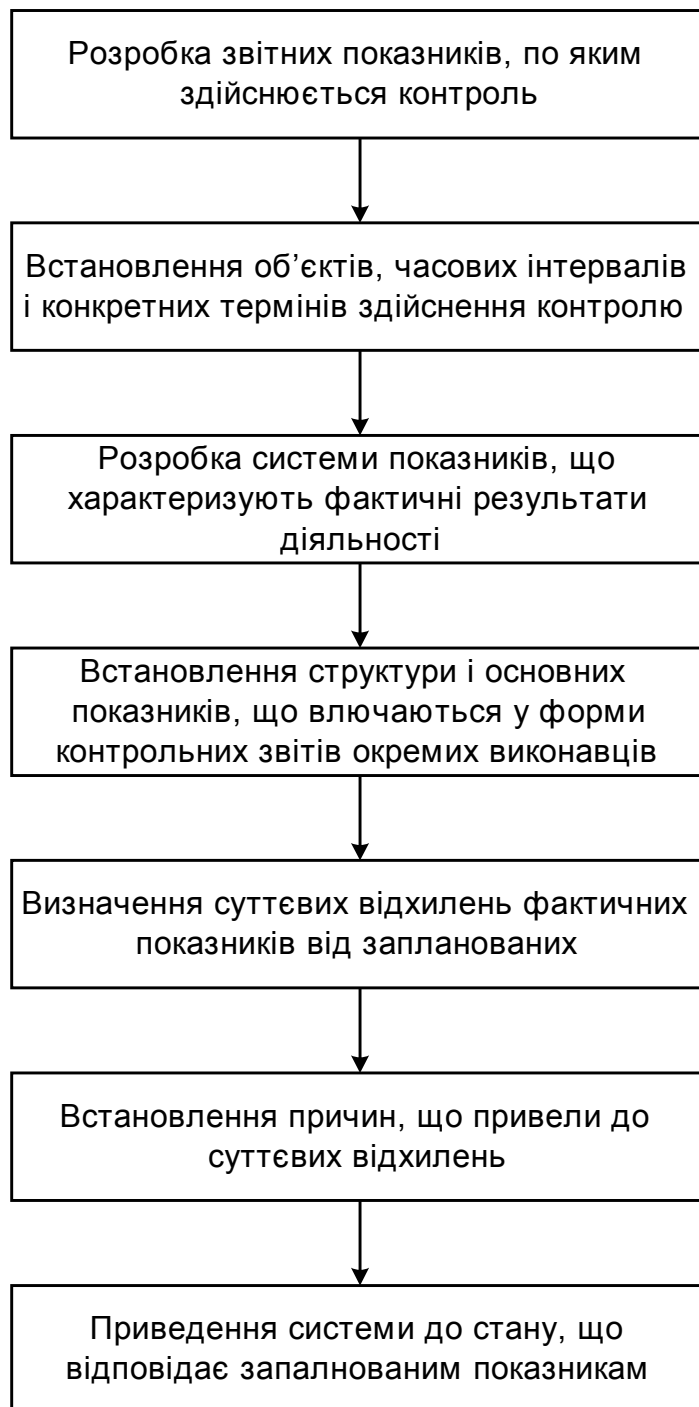 Розробка звітних показників, по яким
здійснюється контроль
Встановлення об’єктів, часових інтервалів
і конкретних термінів здійснення контролю
Розробка системи показників, що
характеризують фактичні результати
діяльності
Встановлення структури і основних
показників, що влючаються у форми
контрольних звітів окремих виконавців
Визначення суттєвих відхилень фактичних
показників від запланованих
Встановлення причин, що привели до
суттєвих відхилень
Приведення системи до стану, що
відповідає запалнованим показникам